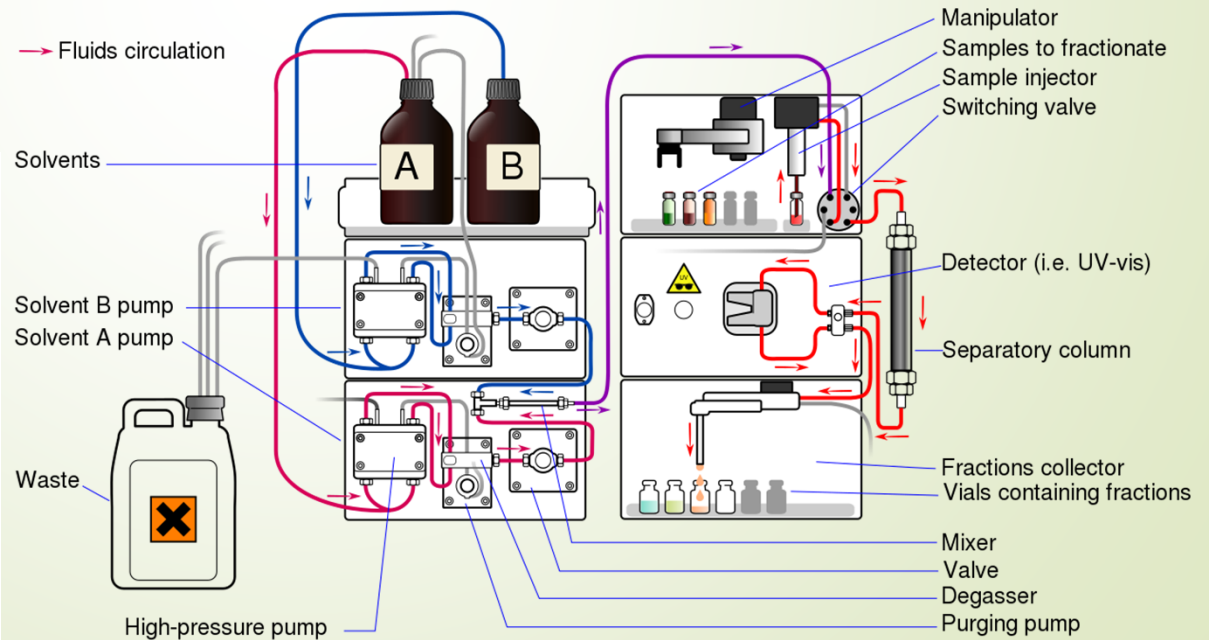 Fluids circulation
Manipulator
Samples to fractionate
Sample injector
Switching valve
Solvents
A
B
Detector (i.e. UV-vis)
UV
Solvent B pump
Solvent A pump
Separatory column
Waste
Fractions collector
Vials containing fractions
Mixer
Valve
Degasser
Purging pump
High-pressure pump